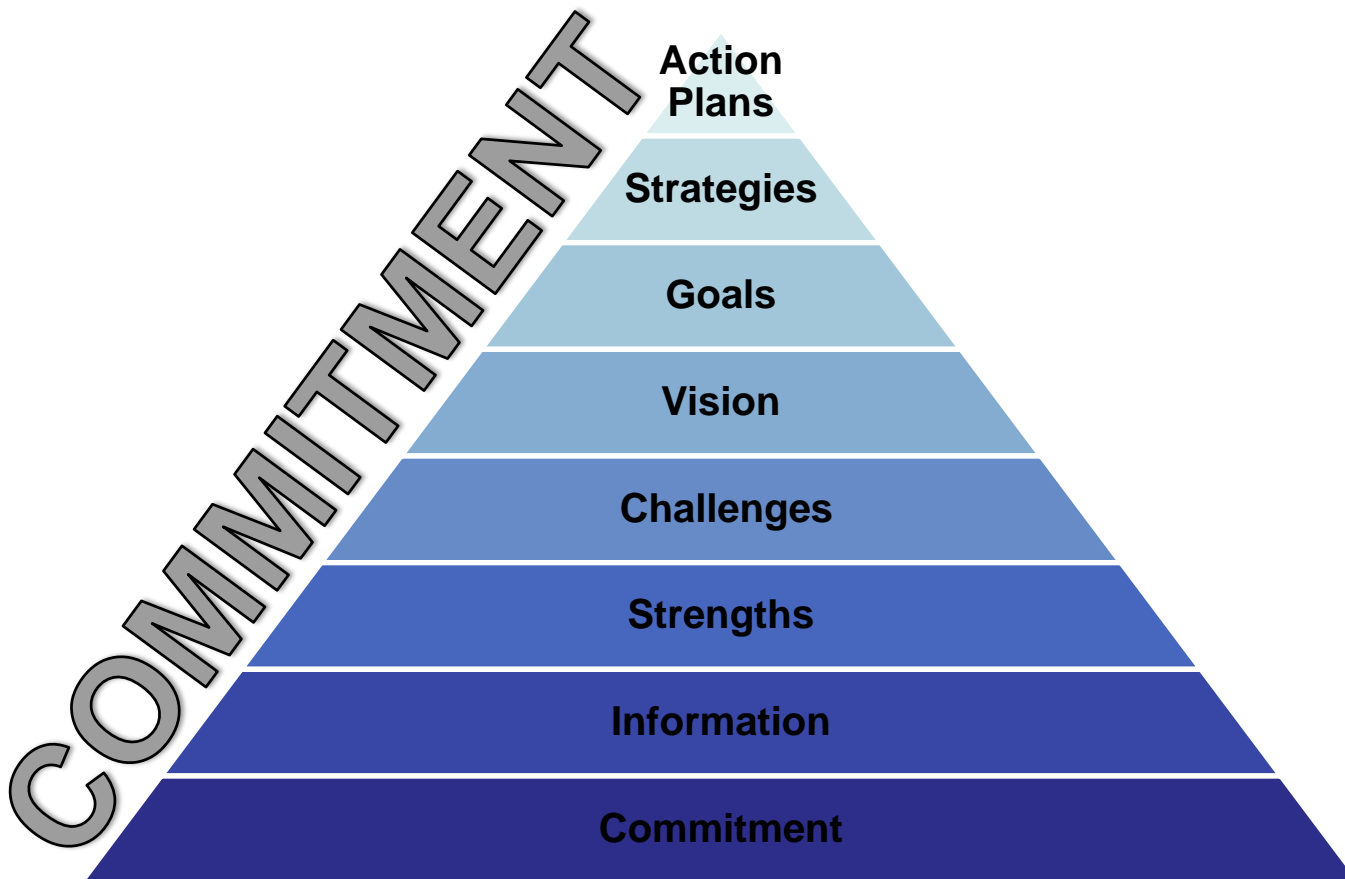 COMMITMENT
Action
Plans
Strategies
Goals
Vision
Challenges
Strengths
Information
Commitment